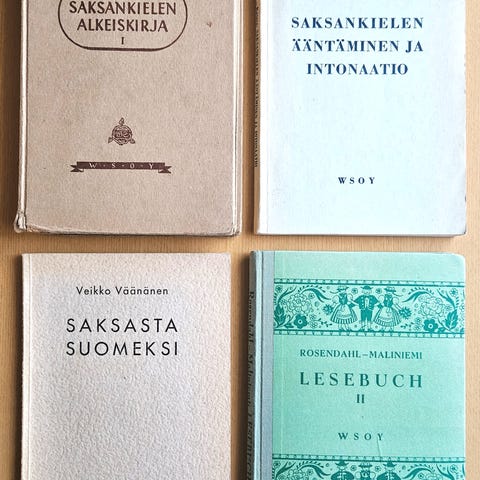 SAKSANKIELEN
ALKEISKIRJA
I
W·S·O·Y
SAKSANKIELEN
ÄÄNTÄMINEN JA
INTONAATIO
WSOY
Veikko Väänänen
SAKSASTA
SUOMEKSI
ROSENDAHL–MALINIEMI
LESEBUCH
II
WSOY